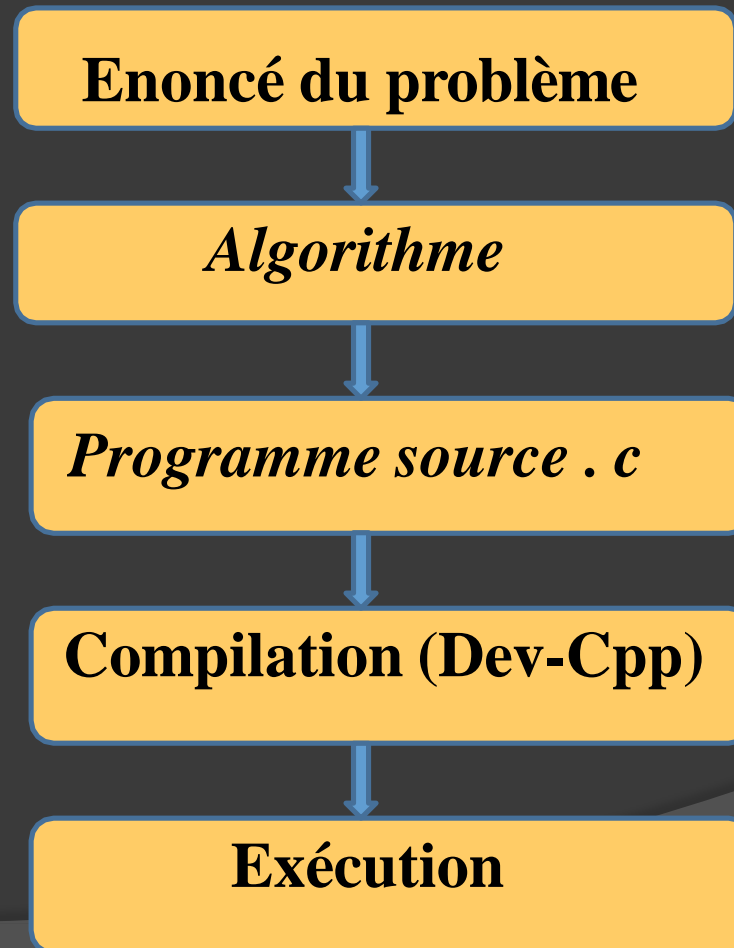 Enoncé du problème
Algorithme
Programme source . c
Compilation (Dev-Cpp)
Exécution